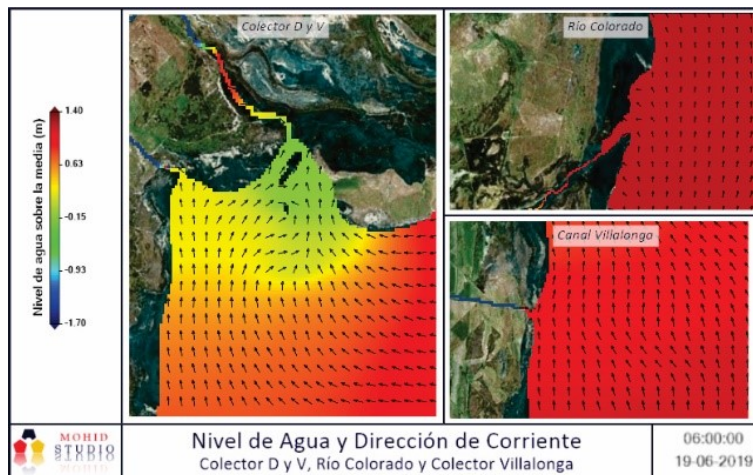 Colector D y V
Río Colorado
Nivel de agua sobre la media (m)
1.40
0.63
-0.15
-0.93
-1.70
Canal Villalonga
MOHID
STUDIO
Nivel de Agua y Dirección de Corriente
Colector D y V, Río Colorado y Colector Villalonga
06:00:00
19-06-2019